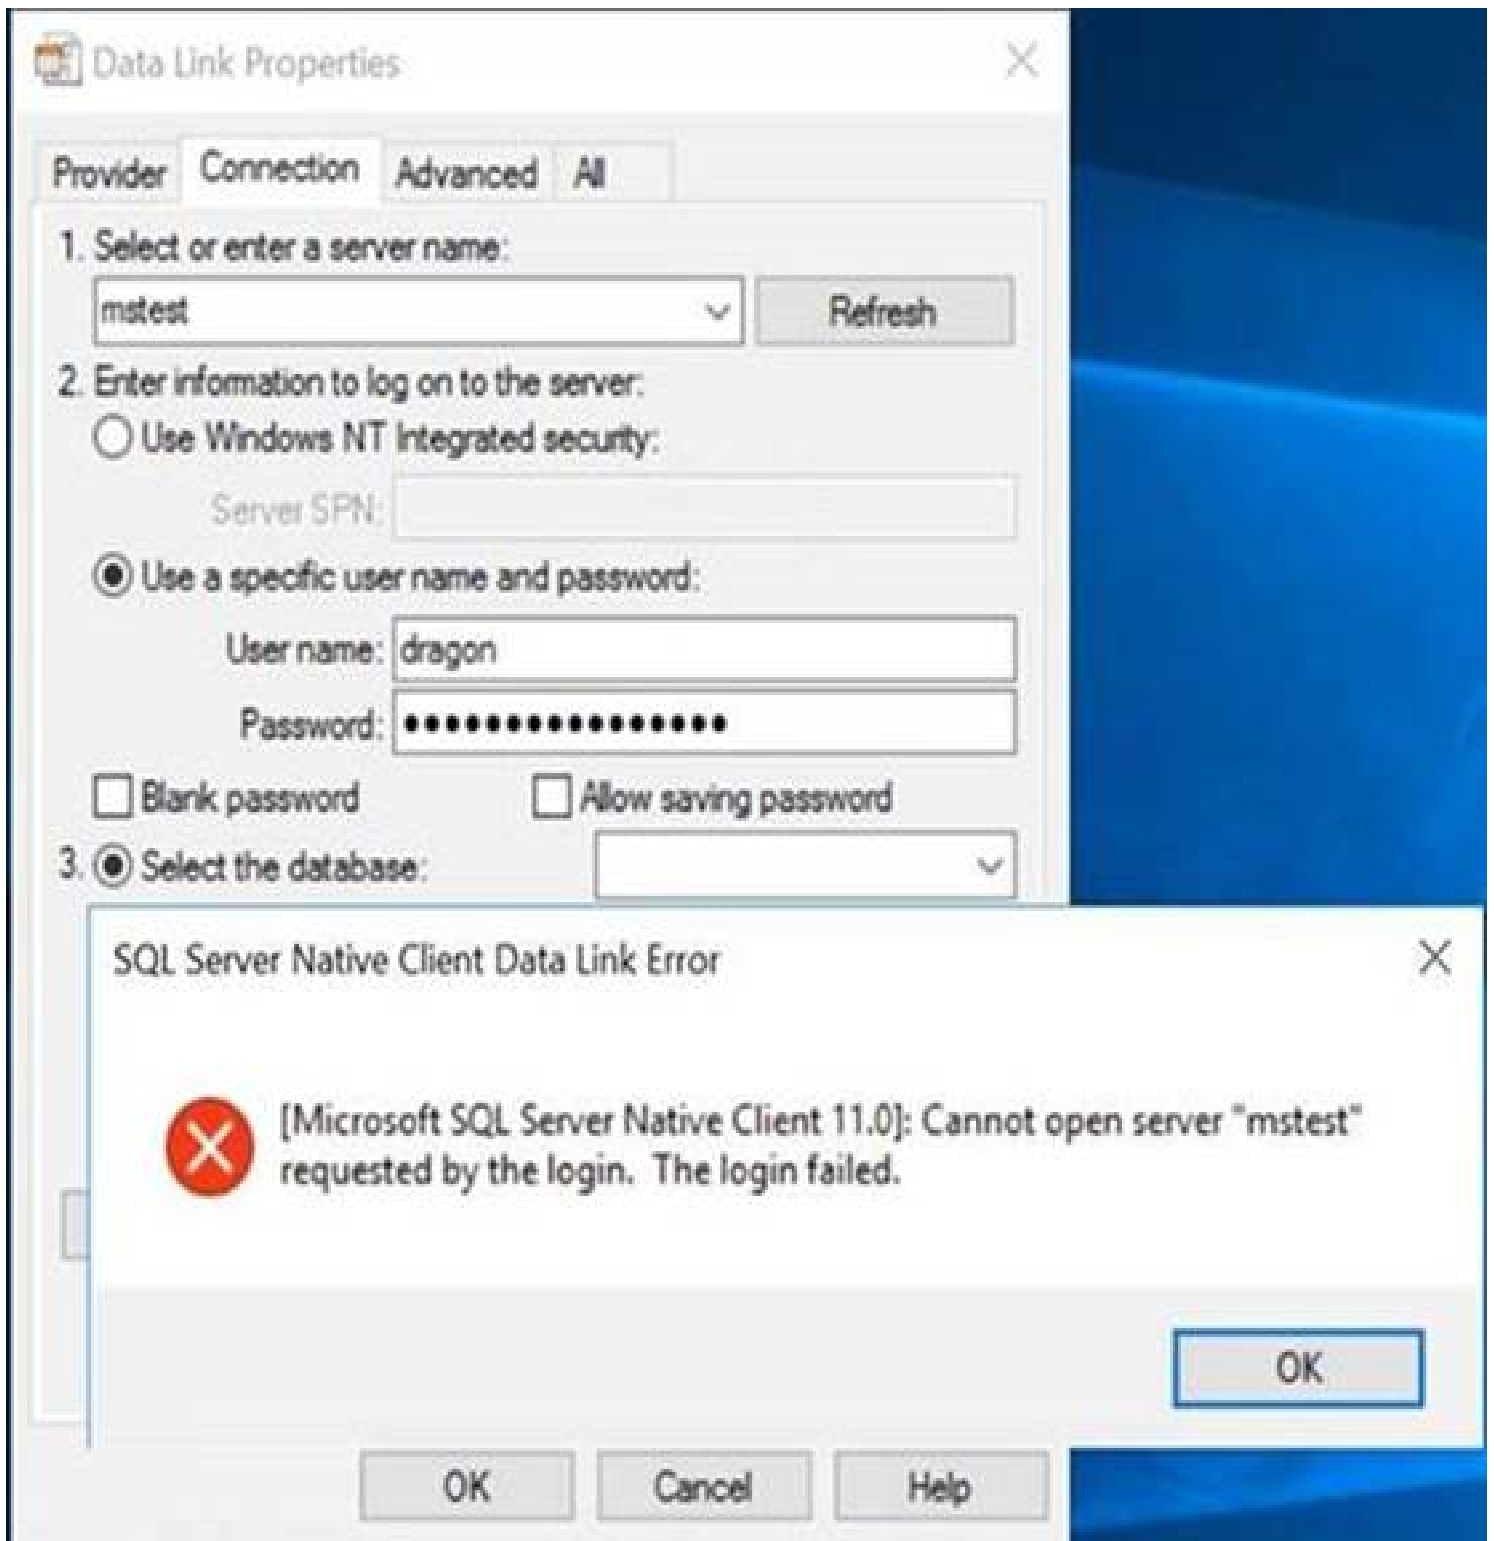 Data Link Properties
Provider Connection Advanced All
1. Select or enter a server name:
mstest Refresh
2. Enter information to log on to the server:
Use Windows NT Integrated security:
Server SPN:
Use a specific user name and password:
User name: dragon
Password: ••••••••••••••••
Blank password Allow saving password
3. Select the database:
SQL Server Native Client Data Link Error
[Microsoft SQL Server Native Client 11.0]: Cannot open server "mstest"
requested by the login. The login failed.
OK
OK Cancel Help